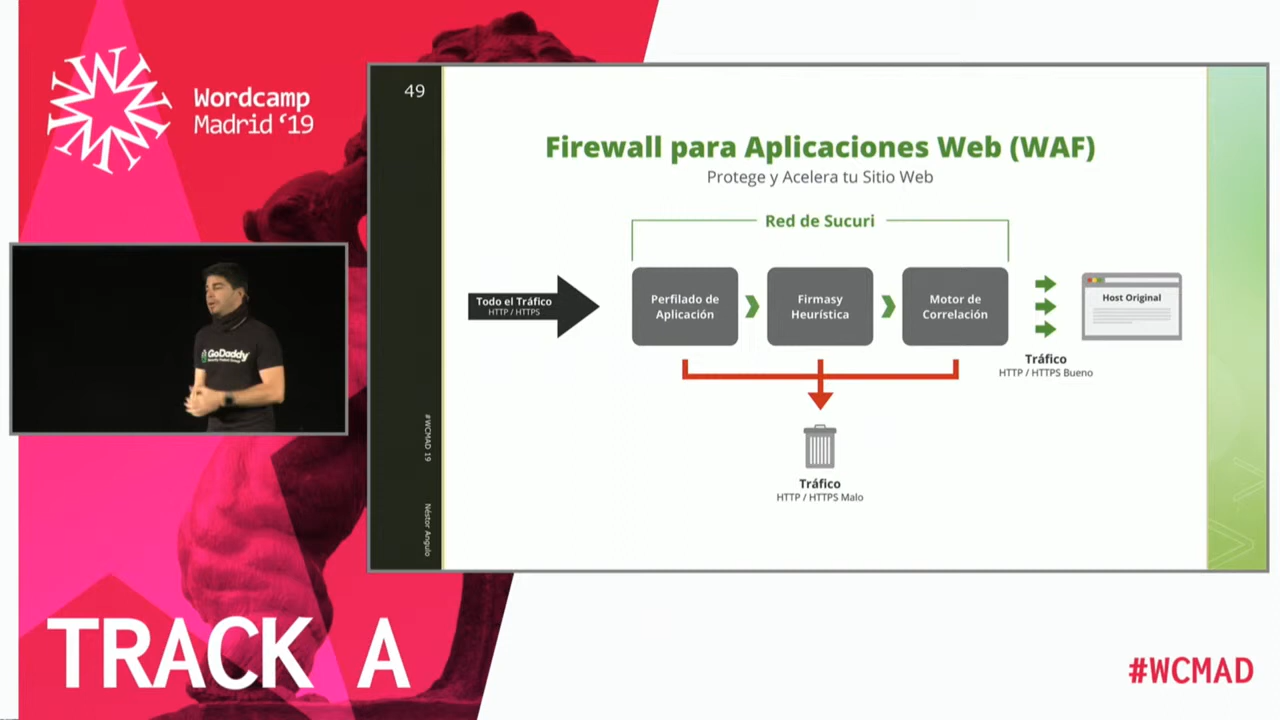 Wordcamp
Madrid ‘19
GoDaddy
TRACK A
#WCMAD
49
#WCMAD 19
Néstor Angulo
Firewall para Aplicaciones Web (WAF)
Protege y Acelera tu Sitio Web
Red de Sucuri
Todo el Tráfico
HTTP / HTTPS
Perfilado de
Aplicación
Firmasy
Heurística
Motor de
Correlación
Host Original
Tráfico
HTTP / HTTPS Bueno
Tráfico
HTTP / HTTPS Malo